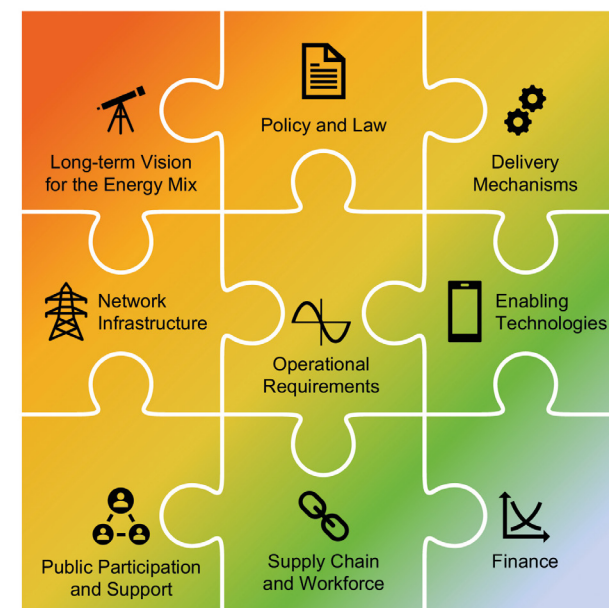 Long-term Vision
for the Energy Mix
Policy and Law
Delivery
Mechanisms
Network
Infrastructure
Operational
Requirements
Enabling
Technologies
Public Participation
and Support
Supply Chain
and Workforce
Finance